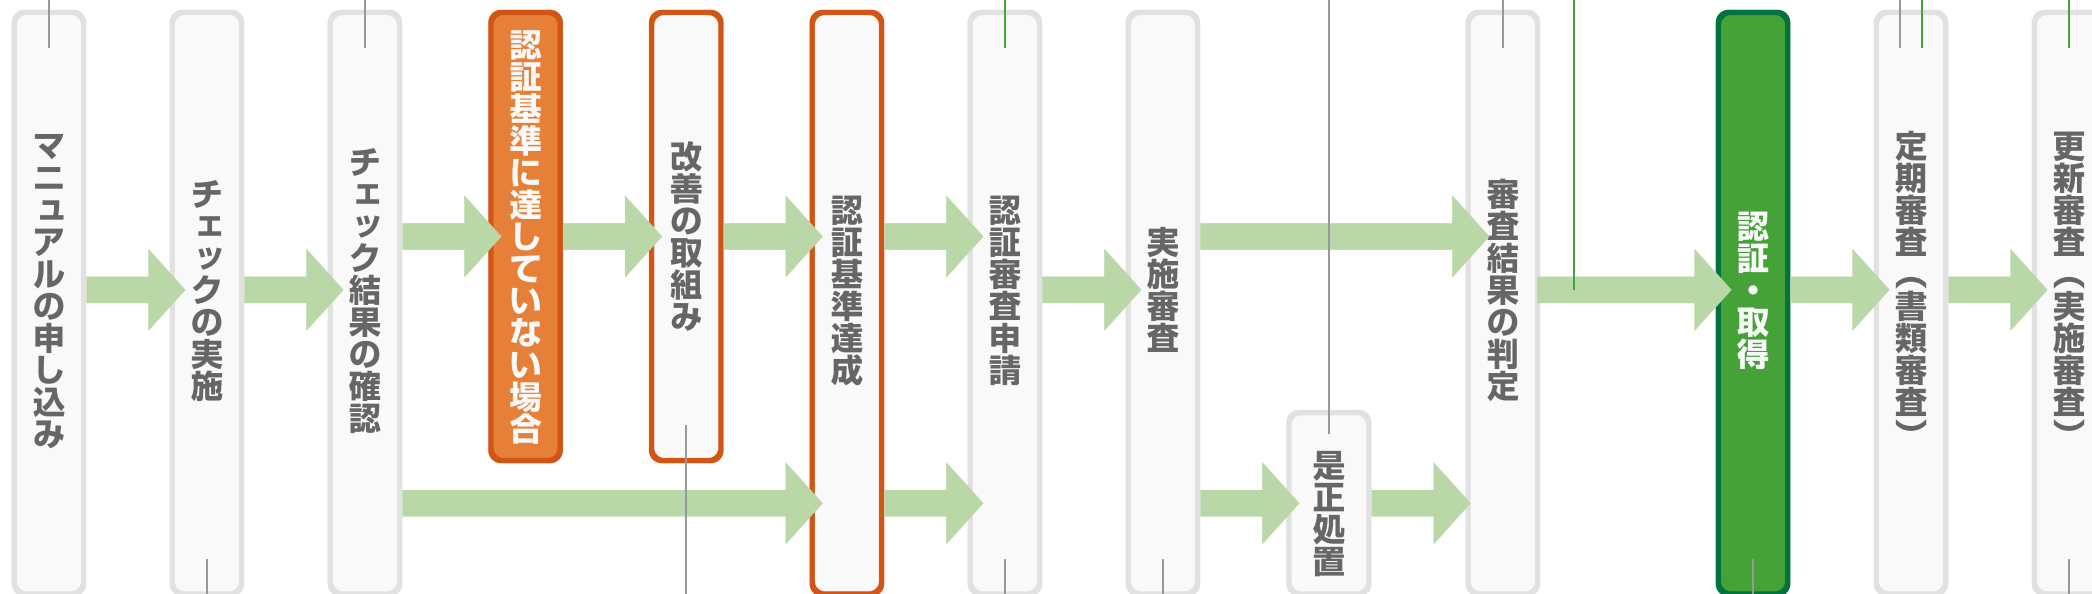 マニュアルの申し込み
チェックの実施
チェック結果の確認
認証基準に達していない場合
改善の取組み
認証基準達成
認証審査申請
実施審査
是正処置
審査結果の判定
認証・取得
定期審査（書類審査）
更新審査（実施審査）